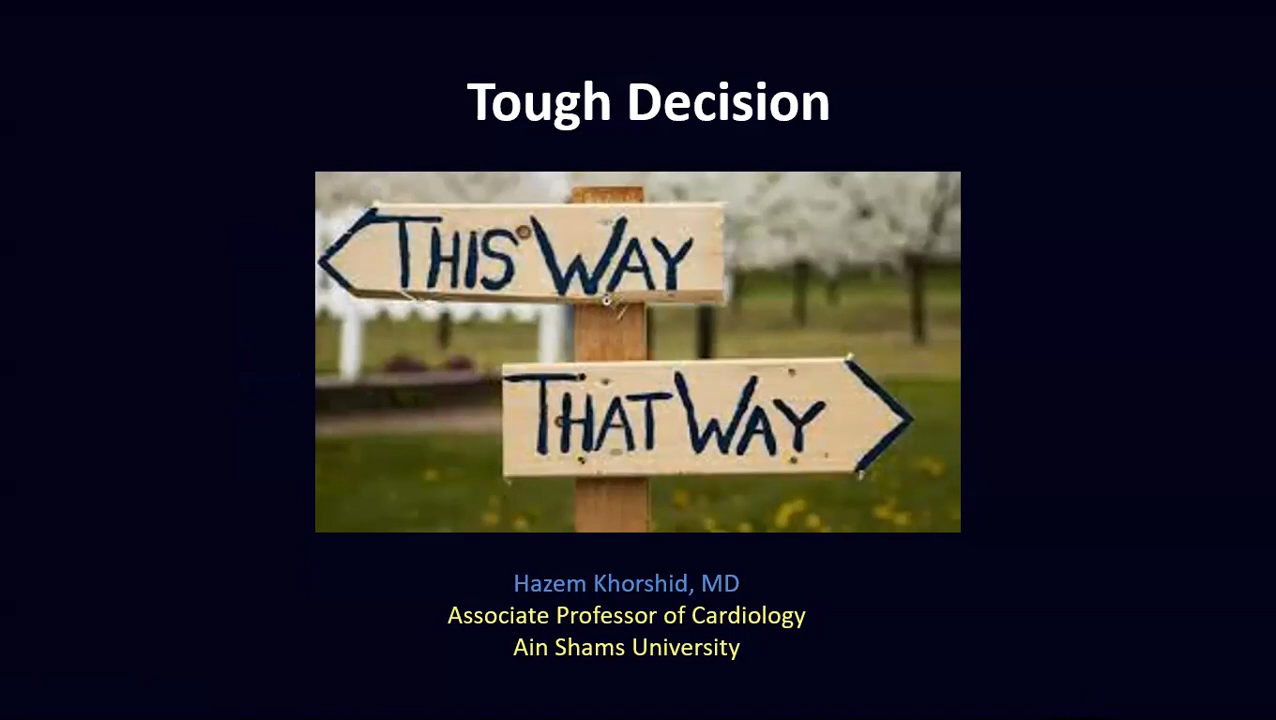 Tough Decision
THIS WAY
THAT WAY
Hazem Khorshid, MD
Associate Professor of Cardiology
Ain Shams University